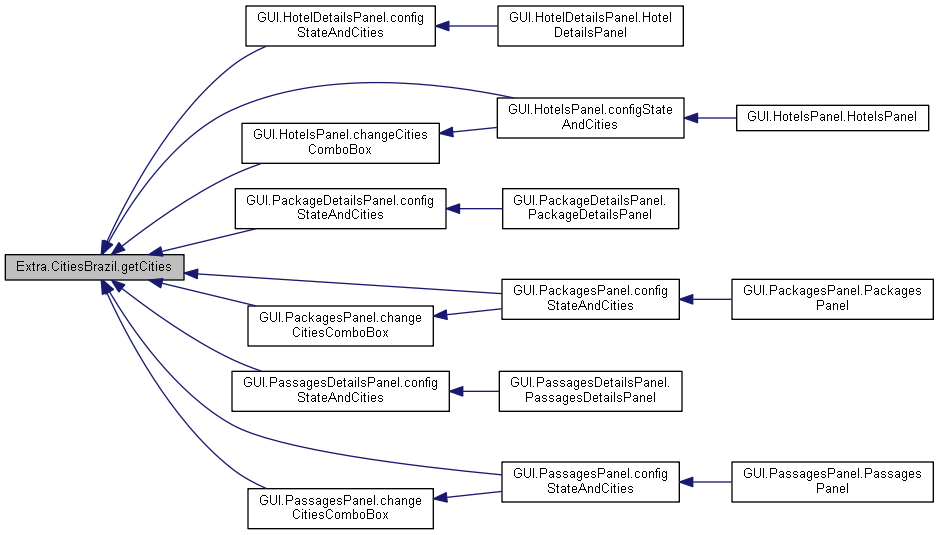 GUI.HotelDetailsPanel.config
StateAndCities
GUI.HotelDetailsPanel.Hotel
DetailsPanel
GUI.HotelsPanel.configState
AndCities
GUI.HotelsPanel.HotelsPanel
GUI.HotelsPanel.changeCities
ComboBox
GUI.PackageDetailsPanel.config
StateAndCities
GUI.PackageDetailsPanel.
PackageDetailsPanel
Extra.CitiesBrazil.getCities
GUI.PackagesPanel.config
StateAndCities
GUI.PackagesPanel.Packages
Panel
GUI.PackagesPanel.change
CitiesComboBox
GUI.PassagesDetailsPanel.config
StateAndCities
GUI.PassagesDetailsPanel.
PassagesDetailsPanel
GUI.PassagesPanel.config
StateAndCities
GUI.PassagesPanel.Passages
Panel
GUI.PassagesPanel.change
CitiesComboBox